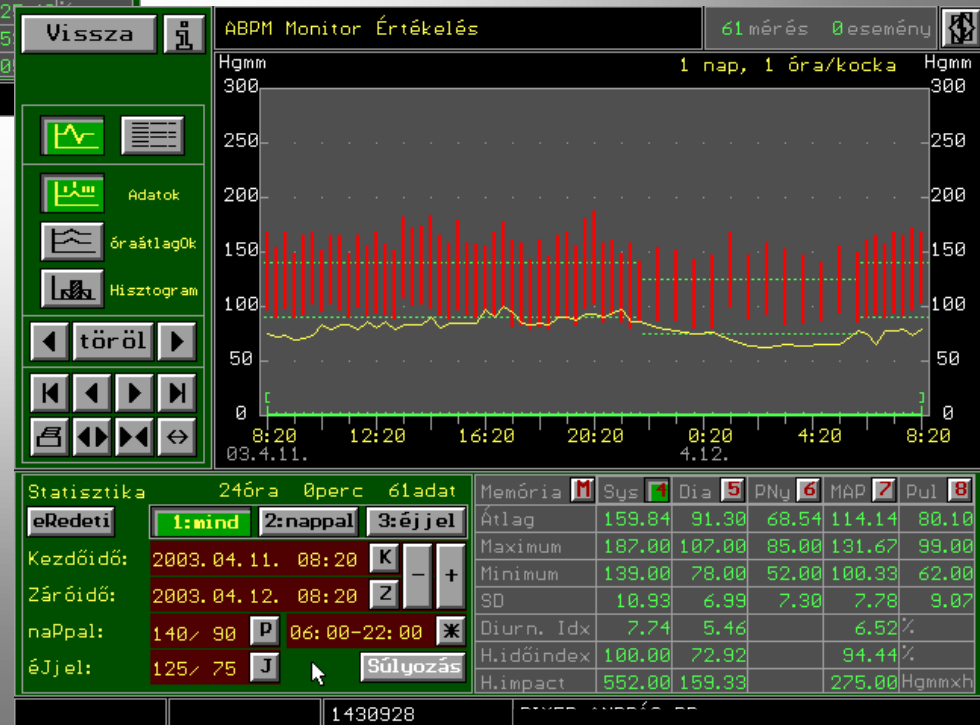 Vissza i ABPM Monitor Értékelés 61 mérés 0 esemény
Hgmm 1 nap, 1 óra/kocka Hgmm
300 300
250 250
200 200
150 150
100 100
50 50
0 0
Adatok
óraátlagOk
Hisztogram
töröl
8:20 12:20 16:20 20:20 0:20 4:20 8:20
03.4.11. 4.12.
Statisztika 24óra 0perc 61adat
eRedeti 1:mind 2:nappal 3:éjjel
Kezdőidő: 2003.04.11. 08:20 K − +
Záróidő: 2003.04.12. 08:20 Z
naPpal: 140/ 90 P 06:00-22:00 *
éJjel: 125/ 75 J Súlyozás
Memória M Sys 4 Dia 5 PNy 6 MAP 7 Pul 8
Átlag 159.84 91.30 68.54 114.14 80.10
Maximum 187.00 107.00 85.00 131.67 99.00
Minimum 139.00 78.00 52.00 100.33 62.00
SD 10.93 6.99 7.30 7.78 9.07
Diurn. Idx 7.74 5.46 6.52%
H.időindex 100.00 72.92 94.44%
H.impact 552.00 159.33 275.00 Hgmmxh
1430928